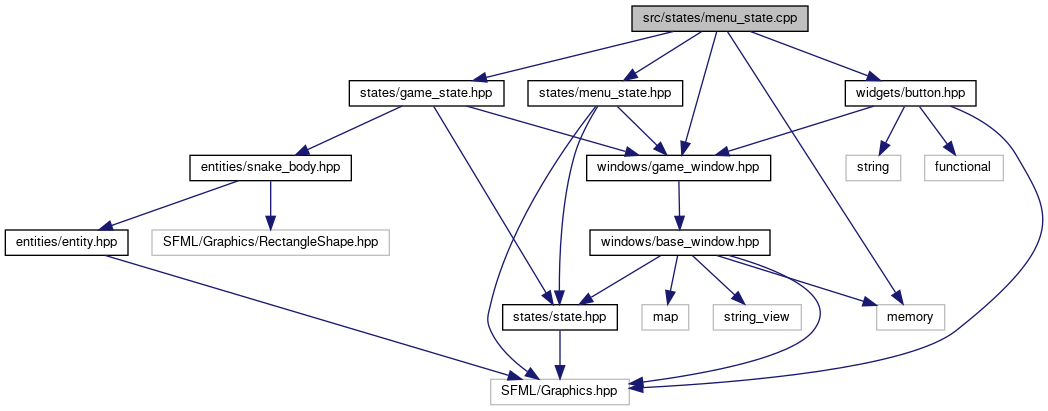 src/states/menu_state.cpp
states/game_state.hpp
states/menu_state.hpp
widgets/button.hpp
entities/snake_body.hpp
windows/game_window.hpp
string
functional
entities/entity.hpp
SFML/Graphics/RectangleShape.hpp
windows/base_window.hpp
states/state.hpp
map
string_view
memory
SFML/Graphics.hpp